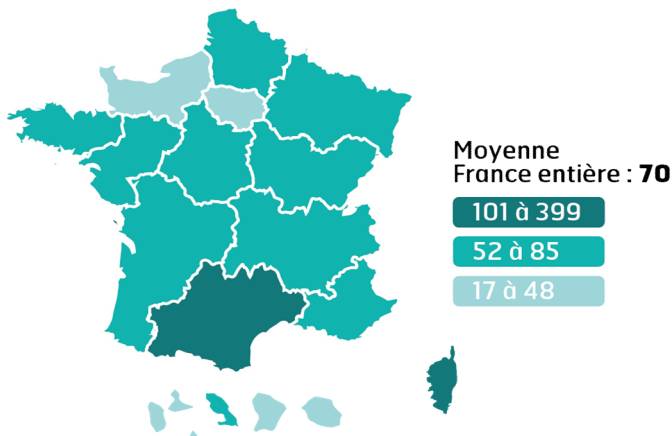 Moyenne
France entière : 70
101 à 399
52 à 85
17 à 48